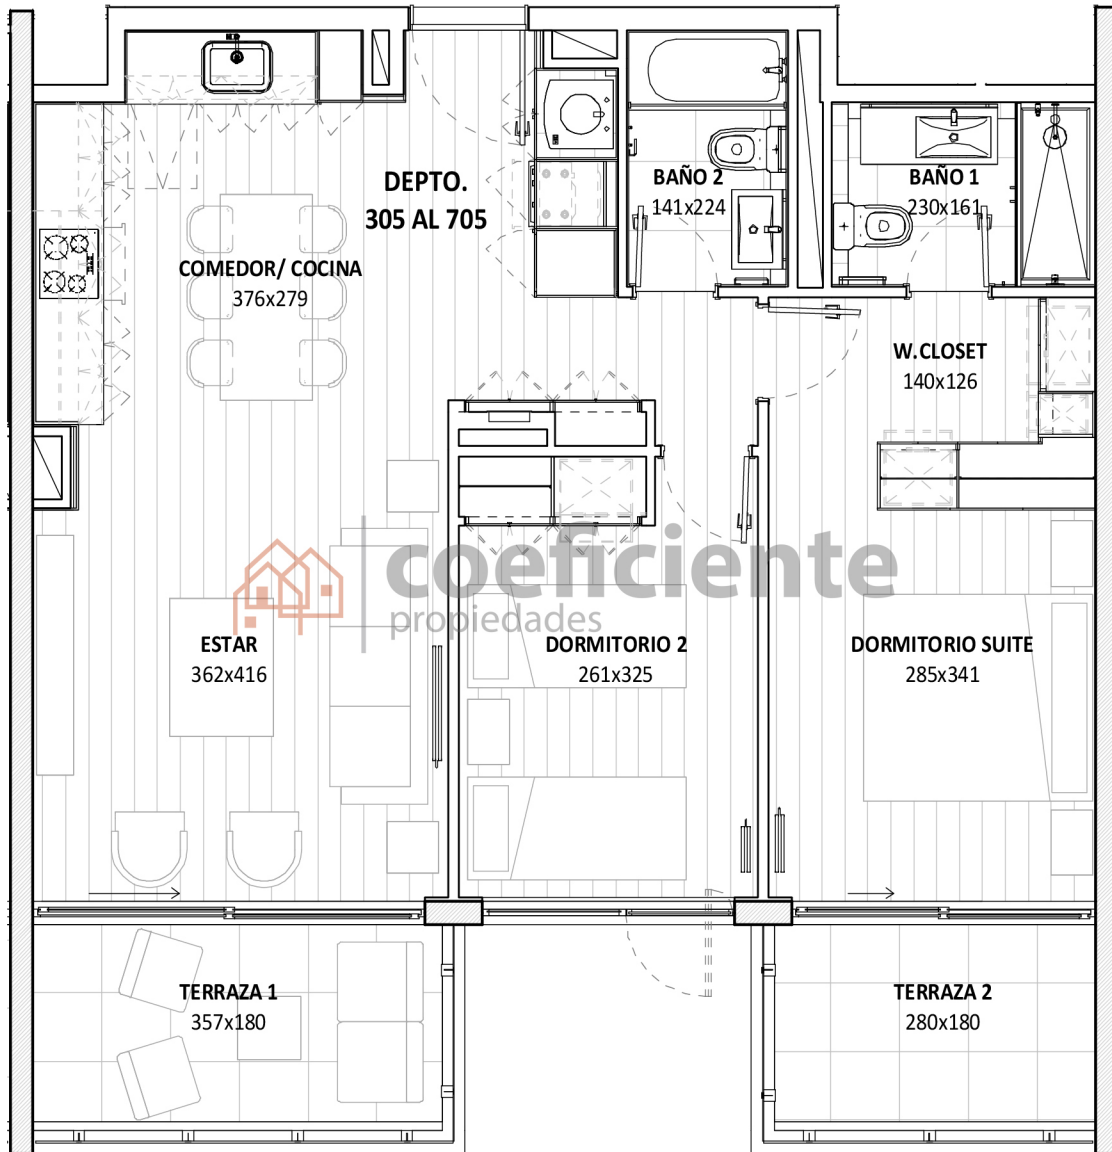 DEPTO.
305 AL 705
BAÑO 2
141x224
BAÑO 1
230x161
COMEDOR/ COCINA
376x279
W.CLOSET
140x126
coeficiente
propiedades
ESTAR
362x416
DORMITORIO 2
261x325
DORMITORIO SUITE
285x341
TERRAZA 1
357x180
TERRAZA 2
280x180